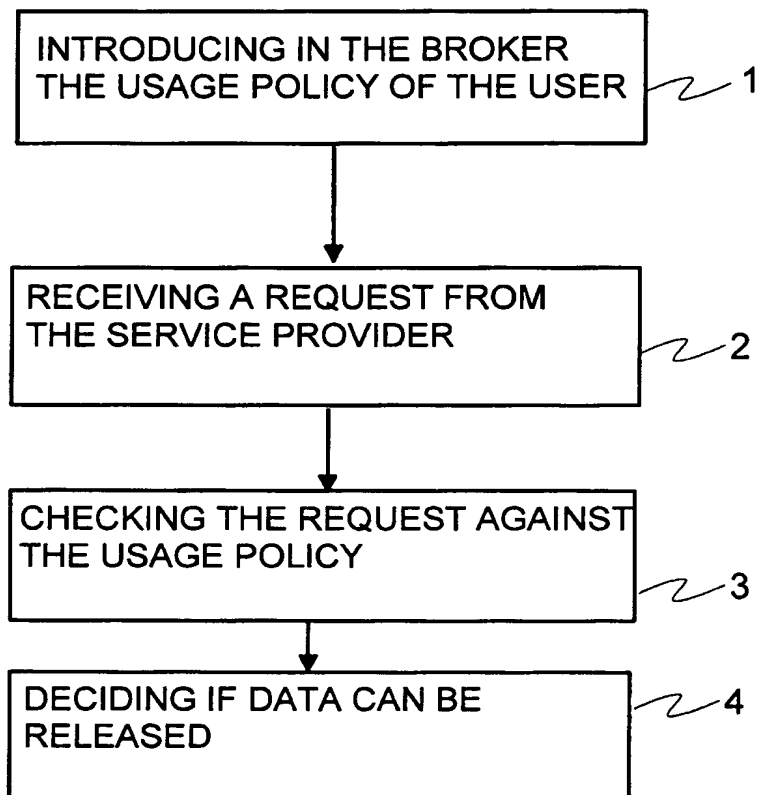 INTRODUCING IN THE BROKER
THE USAGE POLICY OF THE USER
1
RECEIVING A REQUEST FROM
THE SERVICE PROVIDER
2
CHECKING THE REQUEST AGAINST
THE USAGE POLICY
3
DECIDING IF DATA CAN BE
RELEASED
4